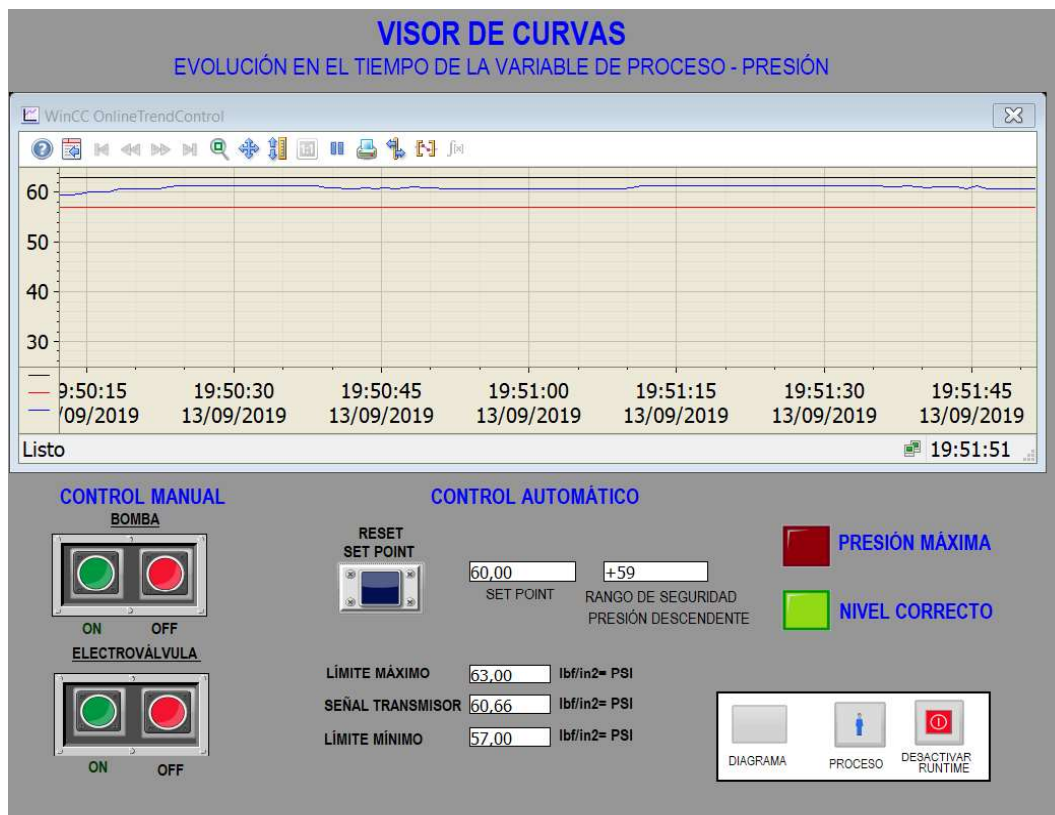 VISOR DE CURVAS
EVOLUCIÓN EN EL TIEMPO DE LA VARIABLE DE PROCESO - PRESIÓN
WinCC OnlineTrendControl
60
50
40
30
9:50:15 19:50:30 19:50:45 19:51:00 19:51:15 19:51:30 19:51:45
/09/2019 13/09/2019 13/09/2019 13/09/2019 13/09/2019 13/09/2019 13/09/2019
Listo 19:51:51
CONTROL MANUAL
BOMBA
ON OFF
ELECTROVÁLVULA
ON OFF
CONTROL AUTOMÁTICO
RESET
SET POINT
60,00 +59
SET POINT RANGO DE SEGURIDAD
PRESIÓN DESCENDENTE
LÍMITE MÁXIMO 63,00 lbf/in2= PSI
SEÑAL TRANSMISOR 60,66 lbf/in2= PSI
LÍMITE MÍNIMO 57,00 lbf/in2= PSI
PRESIÓN MÁXIMA
NIVEL CORRECTO
DIAGRAMA PROCESO DESACTIVAR
RUNTIME